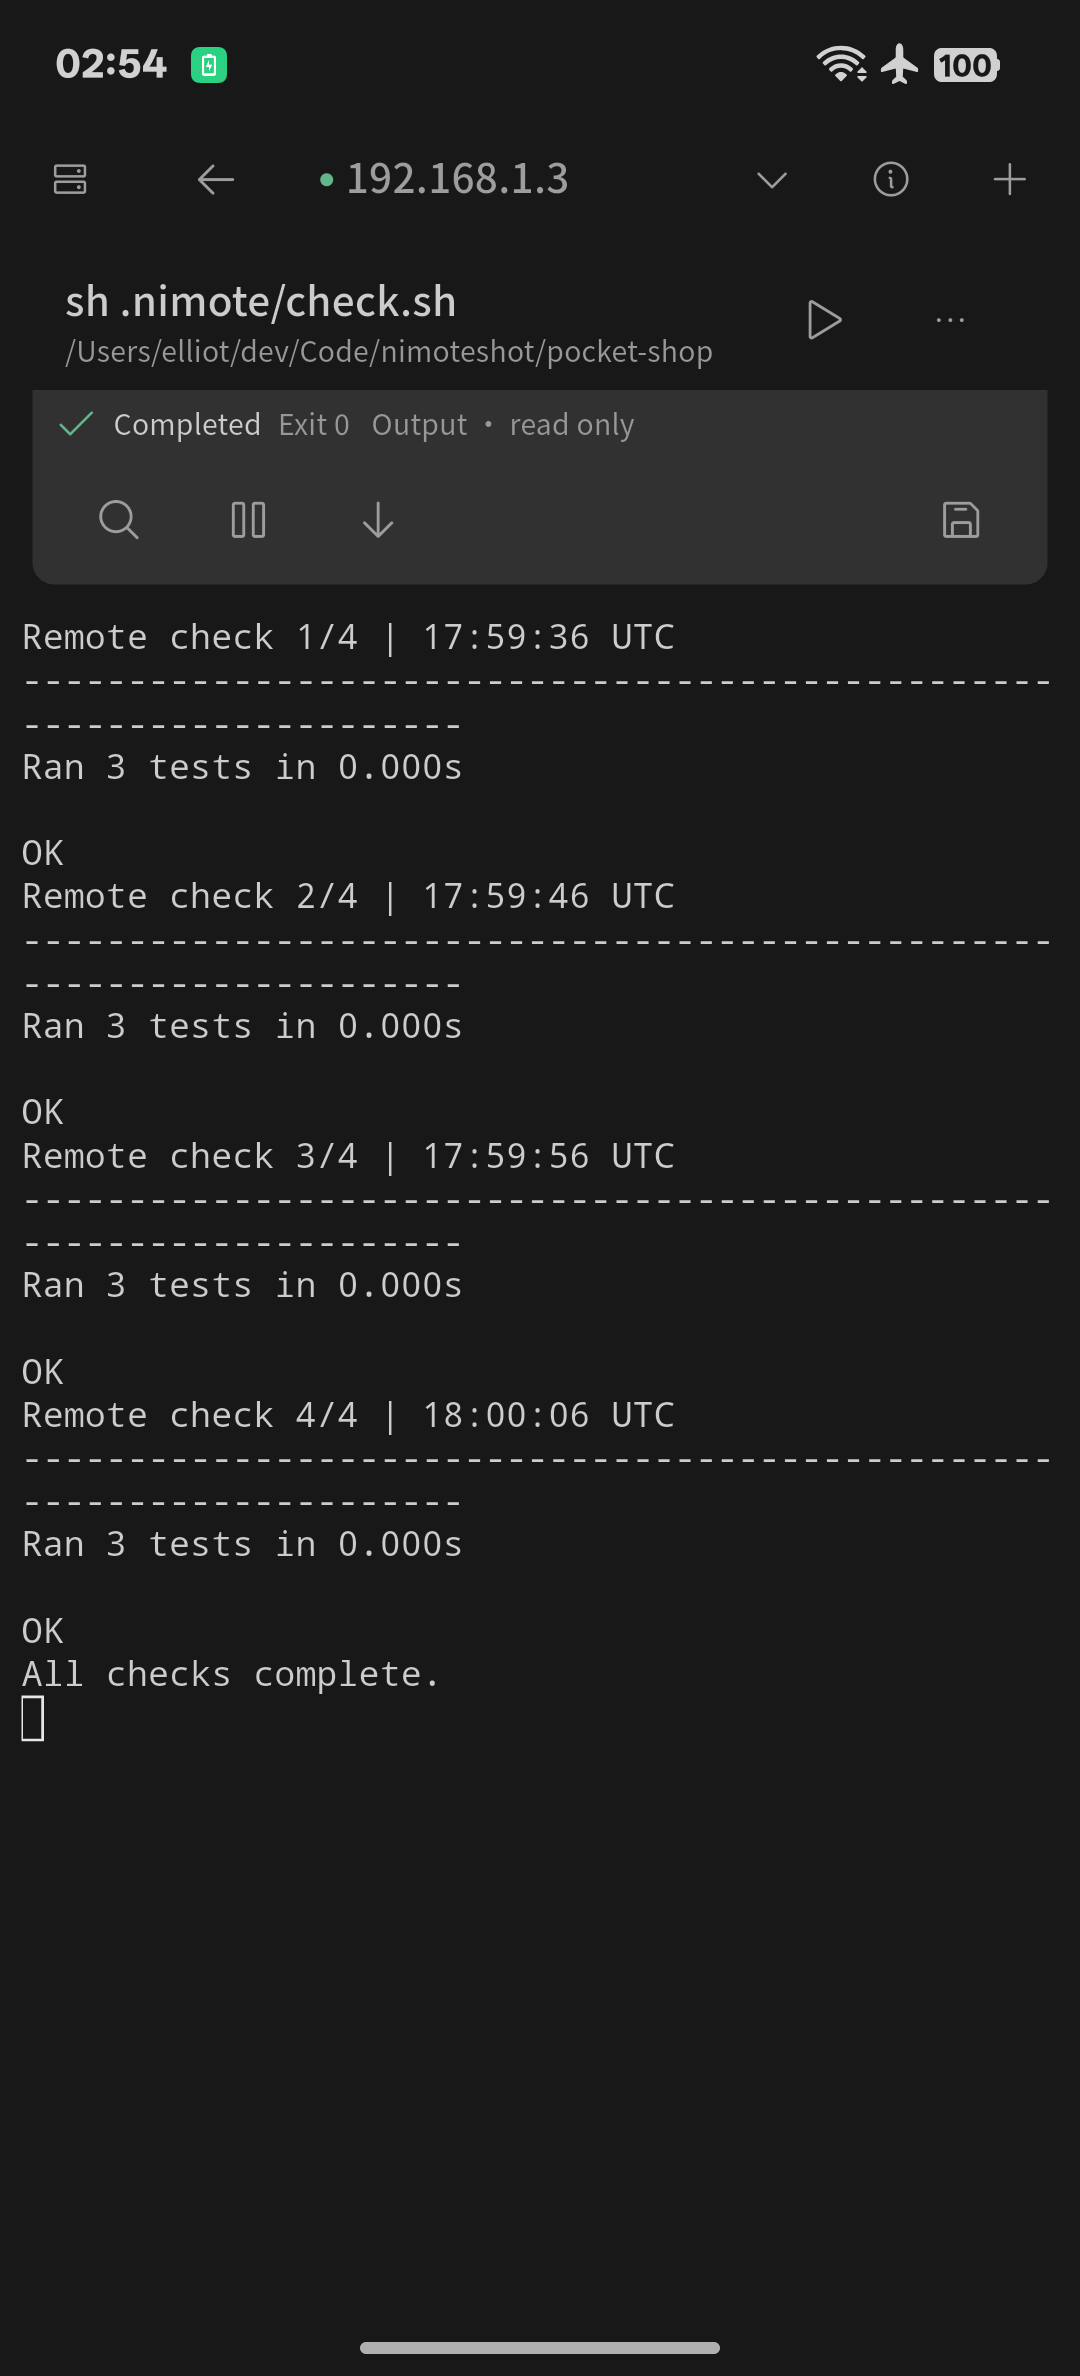 02:54
100
192.168.1.3
sh .nimote/check.sh
/Users/elliot/dev/Code/nimoteshot/pocket-shop
Completed Exit 0 Output • read only
Remote check 1/4 | 17:59:36 UTC
-------------------------------------------------
---------------------
Ran 3 tests in 0.000s
OK
Remote check 2/4 | 17:59:46 UTC
-------------------------------------------------
---------------------
Ran 3 tests in 0.000s
OK
Remote check 3/4 | 17:59:56 UTC
-------------------------------------------------
---------------------
Ran 3 tests in 0.000s
OK
Remote check 4/4 | 18:00:06 UTC
-------------------------------------------------
---------------------
Ran 3 tests in 0.000s
OK
All checks complete.